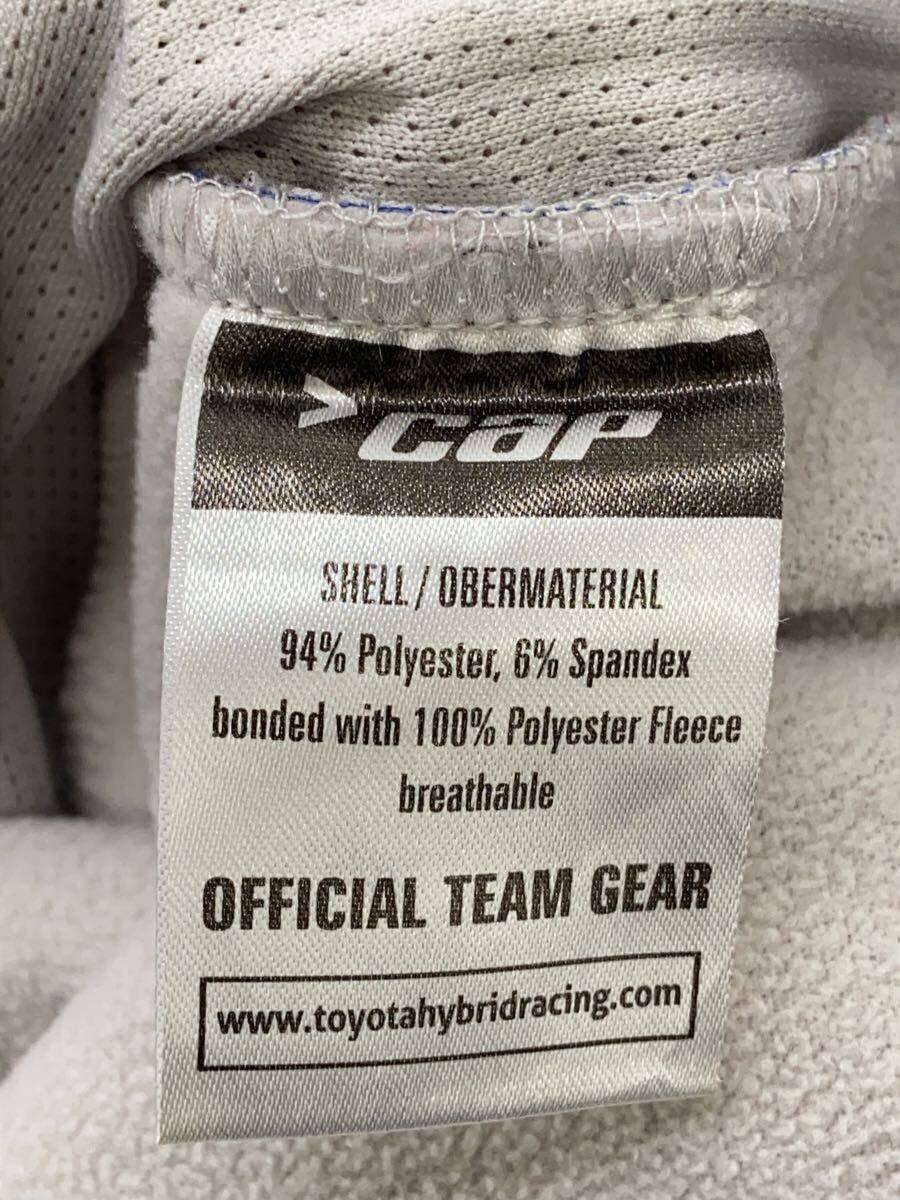 cap
SHELL / OBERMATERIAL
94% Polyester, 6% Spandex
bonded with 100% Polyester Fleece
breathable
OFFICIAL TEAM GEAR
www.toyotahybridracing.com